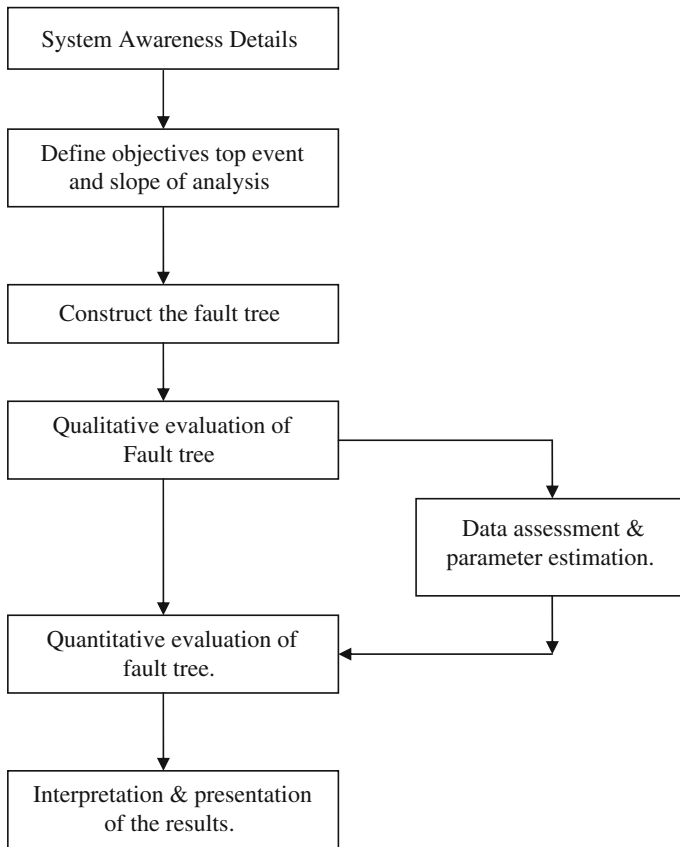 System Awareness Details
Define objectives top event
and slope of analysis
Construct the fault tree
Qualitative evaluation of
Fault tree
Data assessment &
parameter estimation.
Quantitative evaluation of
fault tree.
Interpretation & presentation
of the results.